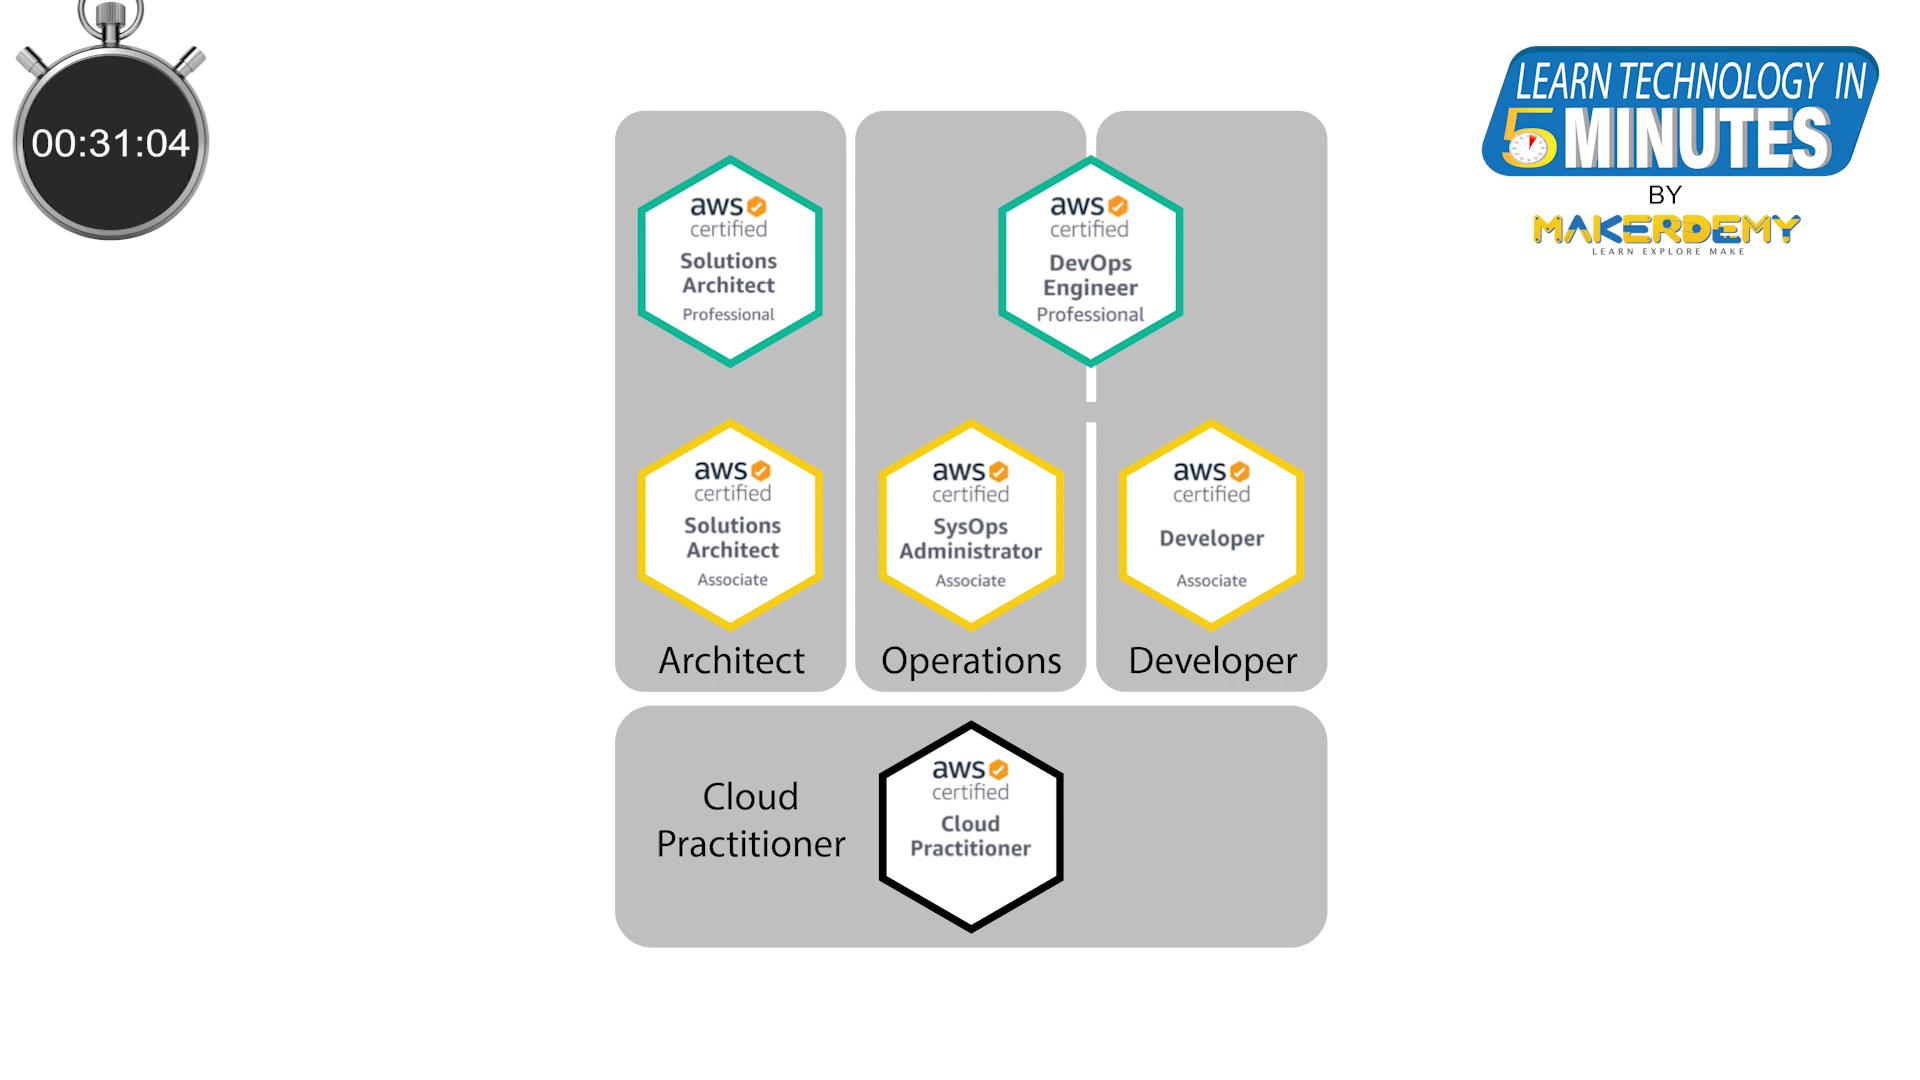 00:31:04
LEARN TECHNOLOGY IN
5 MINUTES
BY
MAKERDEMY
LEARN EXPLORE MAKE
aws
certified
Solutions
Architect
Professional
aws
certified
DevOps
Engineer
Professional
aws
certified
Solutions
Architect
Associate
aws
certified
SysOps
Administrator
Associate
aws
certified
Developer
Associate
Architect
Operations
Developer
Cloud
Practitioner
aws
certified
Cloud
Practitioner